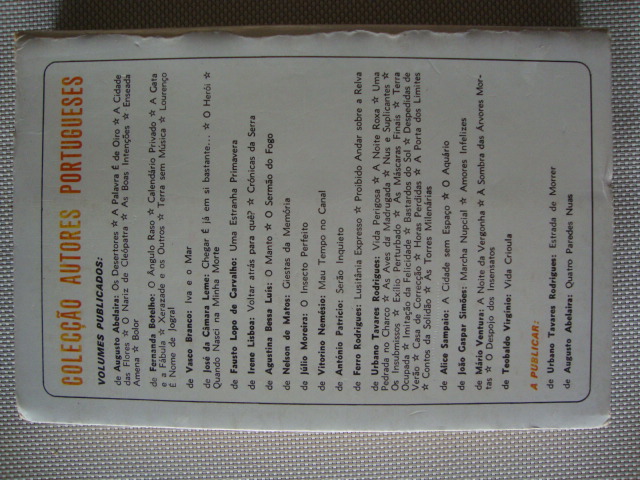 COLECÇÃO AUTORES PORTUGUESES
VOLUMES PUBLICADOS:
de Augusto Abelaira: Os Desertores ☆ A Palavra É de Oiro ☆ A Cidade
das Flores ☆ O Nariz de Cleópatra ☆ As Boas Intenções ☆ Enseada
Amena ☆ Bolor
de Fernanda Botelho: O Ângulo Raso ☆ Calendário Privado ☆ A Gata
e a Fábula ☆ Xerazade e os Outros ☆ Terra sem Música ☆ Lourenço
É Nome de Jogral
de Vasco Branco: Iva e o Mar
de José da Câmara Leme: Chegar É já em si bastante... ☆ O Herói ☆
Quando Nasci na Minha Morte
de Fausto Lopo de Carvalho: Uma Estranha Primavera
de Irene Lisboa: Voltar atrás para quê? ☆ Crónicas da Serra
de Agustina Bessa Luís: O Manto ☆ O Sermão do Fogo
de Nelson de Matos: Giestas da Memória
de Júlio Moreira: O Insecto Perfeito
de Vitorino Nemésio: Mau Tempo no Canal
de António Patrício: Serão Inquieto
de Ferro Rodrigues: Lusitânia Expresso ☆ Proibido Andar sobre a Relva
de Urbano Tavares Rodrigues: Vida Perigosa ☆ A Noite Roxa ☆ Uma
Pedrada no Charco ☆ As Aves da Madrugada ☆ Nus e Suplicantes ☆
Os Insubmissos ☆ Exílio Perturbado ☆ As Máscaras Finais ☆ Terra
Ocupada ☆ Imitação da Felicidade ☆ Bastardos do Sol ☆ Despedidas de
Verão ☆ Casa de Correcção ☆ Horas Perdidas ☆ A Porta dos Limites
☆ Contos da Solidão ☆ As Torres Milenárias
de Alice Sampaio: A Cidade sem Espaço ☆ O Aquário
de João Gaspar Simões: Marcha Nupcial ☆ Amores Infelizes
de Mário Ventura: A Noite da Vergonha ☆ A Sombra das Árvores Mor-
tas ☆ O Despojo dos Insensatos
de Teobaldo Virgínio: Vida Crioula
A PUBLICAR:
de Urbano Tavares Rodrigues: Estrada de Morrer
de Augusto Abelaira: Quatro Paredes Nuas